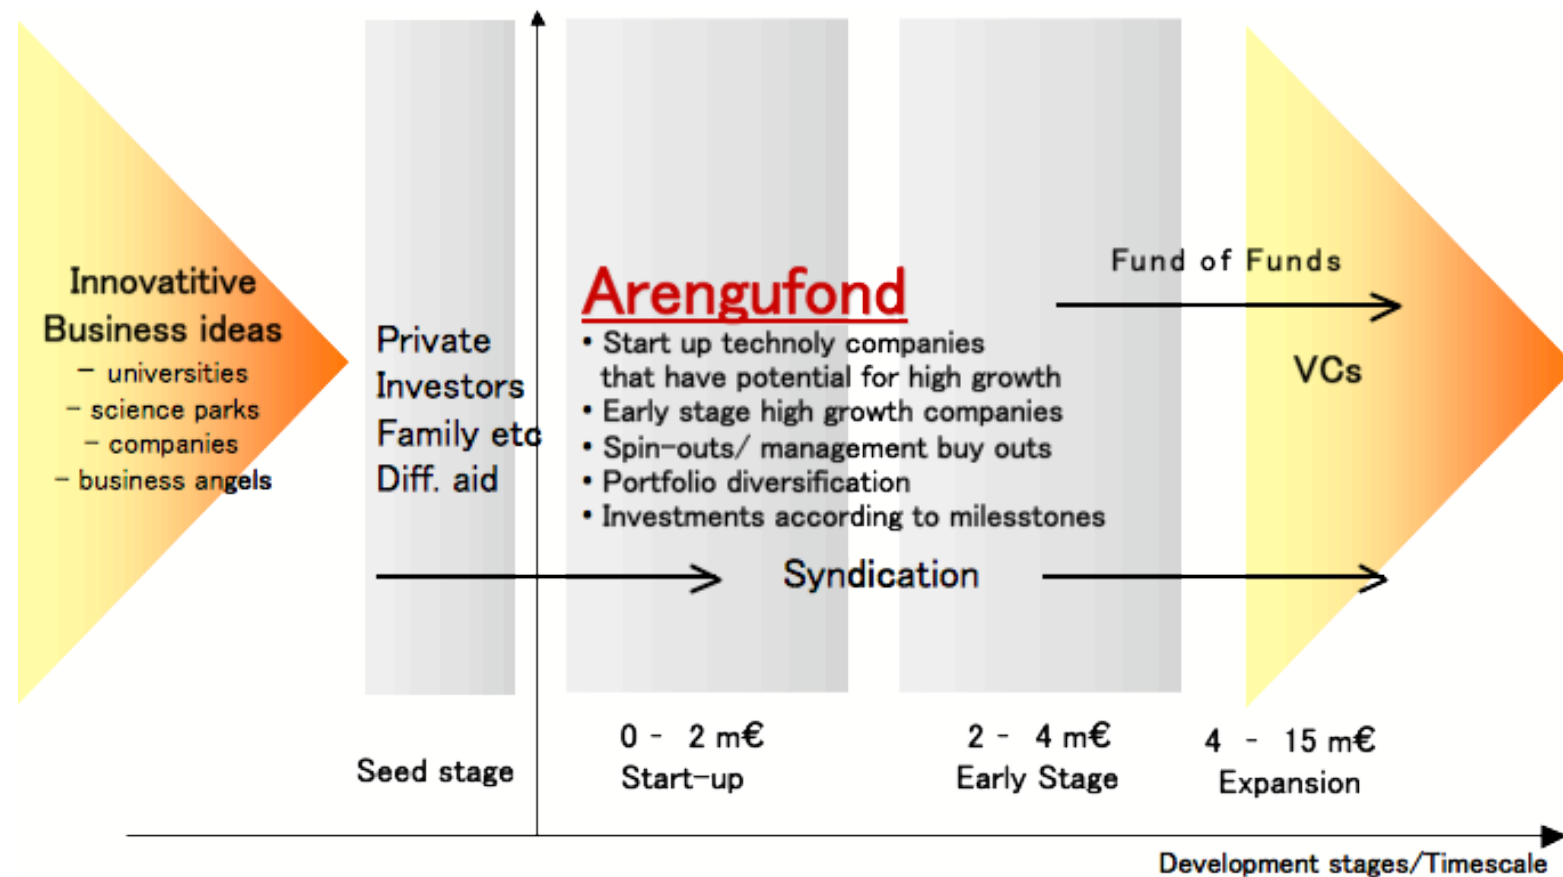 Innovatitive
Business ideas
- universities
- science parks
- companies
- business angels
Private
Investors
Family etc
Diff. aid
Arengufond
• Start up technoly companies
that have potential for high growth
• Early stage high growth companies
• Spin-outs/ management buy outs
• Portfolio diversification
• Investments according to milesstones
Syndication
Fund of Funds
VCs
Seed stage
0 - 2 m€
Start-up
2 - 4 m€
Early Stage
4 - 15 m€
Expansion
Development stages/Timescale